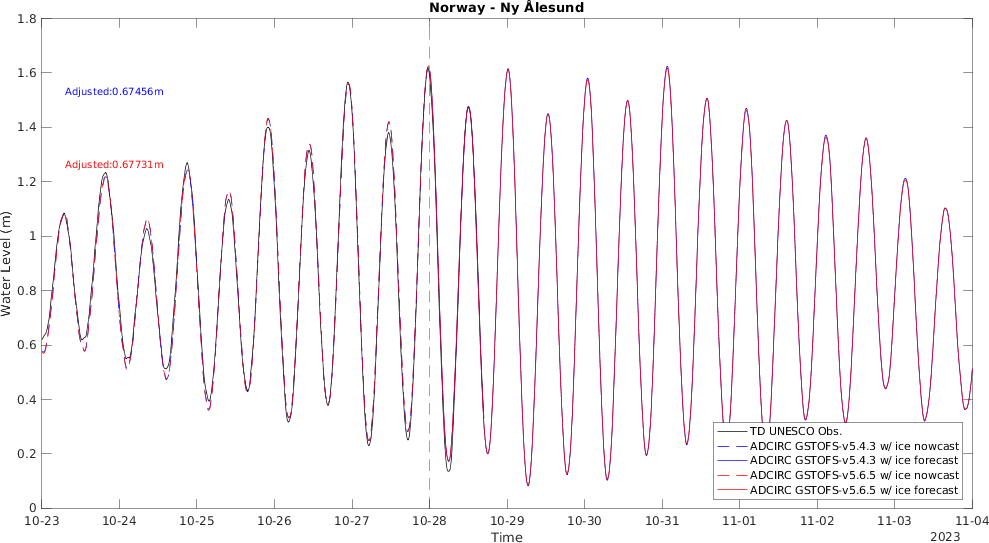 Norway - Ny Ålesund
1.8
1.6
1.4
1.2
1
0.8
0.6
0.4
0.2
0
Water Level (m)
Adjusted:0.67456m
Adjusted:0.67731m
TD UNESCO Obs.
ADCIRC GSTOFS-v5.4.3 w/ ice nowcast
ADCIRC GSTOFS-v5.4.3 w/ ice forecast
ADCIRC GSTOFS-v5.6.5 w/ ice nowcast
ADCIRC GSTOFS-v5.6.5 w/ ice forecast
10-23 10-24 10-25 10-26 10-27 10-28 10-29 10-30 10-31 11-01 11-02 11-03 11-04
Time
2023